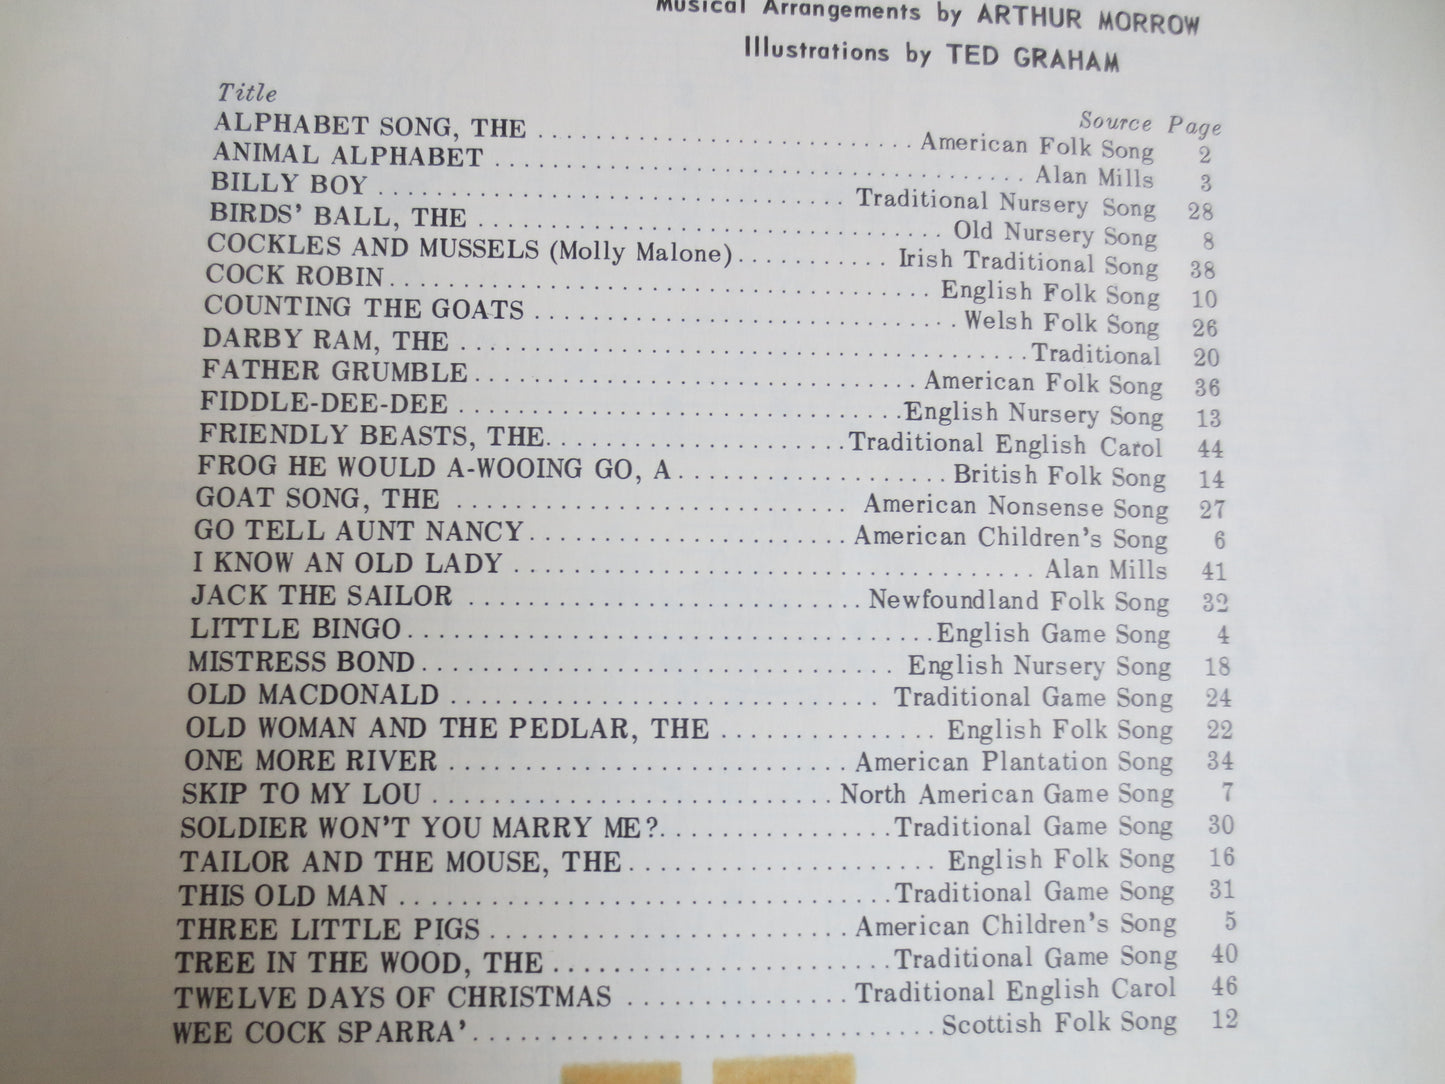 Musical Arrangements by ARTHUR MORROW
Illustrations by TED GRAHAM
Title Source Page
ALPHABET SONG, THE ........ American Folk Song 2
ANIMAL ALPHABET ........ Alan Mills 3
BILLY BOY ........ Traditional Nursery Song 28
BIRDS' BALL, THE ........ Old Nursery Song 8
COCKLES AND MUSSELS (Molly Malone) ........ Irish Traditional Song 38
COCK ROBIN ........ English Folk Song 10
COUNTING THE GOATS ........ Welsh Folk Song 26
DARBY RAM, THE ........ Traditional 20
FATHER GRUMBLE ........ American Folk Song 36
FIDDLE-DEE-DEE ........ English Nursery Song 13
FRIENDLY BEASTS, THE ........ Traditional English Carol 44
FROG HE WOULD A-WOOING GO, A ........ British Folk Song 14
GOAT SONG, THE ........ American Nonsense Song 27
GO TELL AUNT NANCY ........ American Children's Song 6
I KNOW AN OLD LADY ........ Alan Mills 41
JACK THE SAILOR ........ Newfoundland Folk Song 32
LITTLE BINGO ........ English Game Song 4
MISTRESS BOND ........ English Nursery Song 18
OLD MACDONALD ........ Traditional Game Song 24
OLD WOMAN AND THE PEDLAR, THE ........ English Folk Song 22
ONE MORE RIVER ........ American Plantation Song 34
SKIP TO MY LOU ........ North American Game Song 7
SOLDIER WON'T YOU MARRY ME? ........ Traditional Game Song 30
TAILOR AND THE MOUSE, THE ........ English Folk Song 16
THIS OLD MAN ........ Traditional Game Song 31
THREE LITTLE PIGS ........ American Children's Song 5
TREE IN THE WOOD, THE ........ Traditional Game Song 40
TWELVE DAYS OF CHRISTMAS ........ Traditional English Carol 46
WEE COCK SPARRA' ........ Scottish Folk Song 12